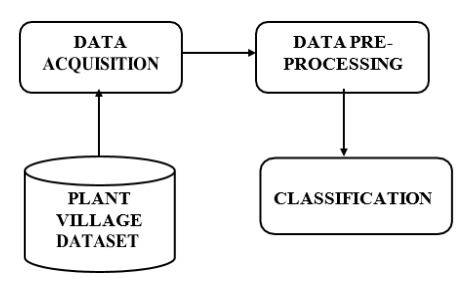 DATA
ACQUISITION
DATA PRE-
PROCESSING
PLANT
VILLAGE
DATASET
CLASSIFICATION